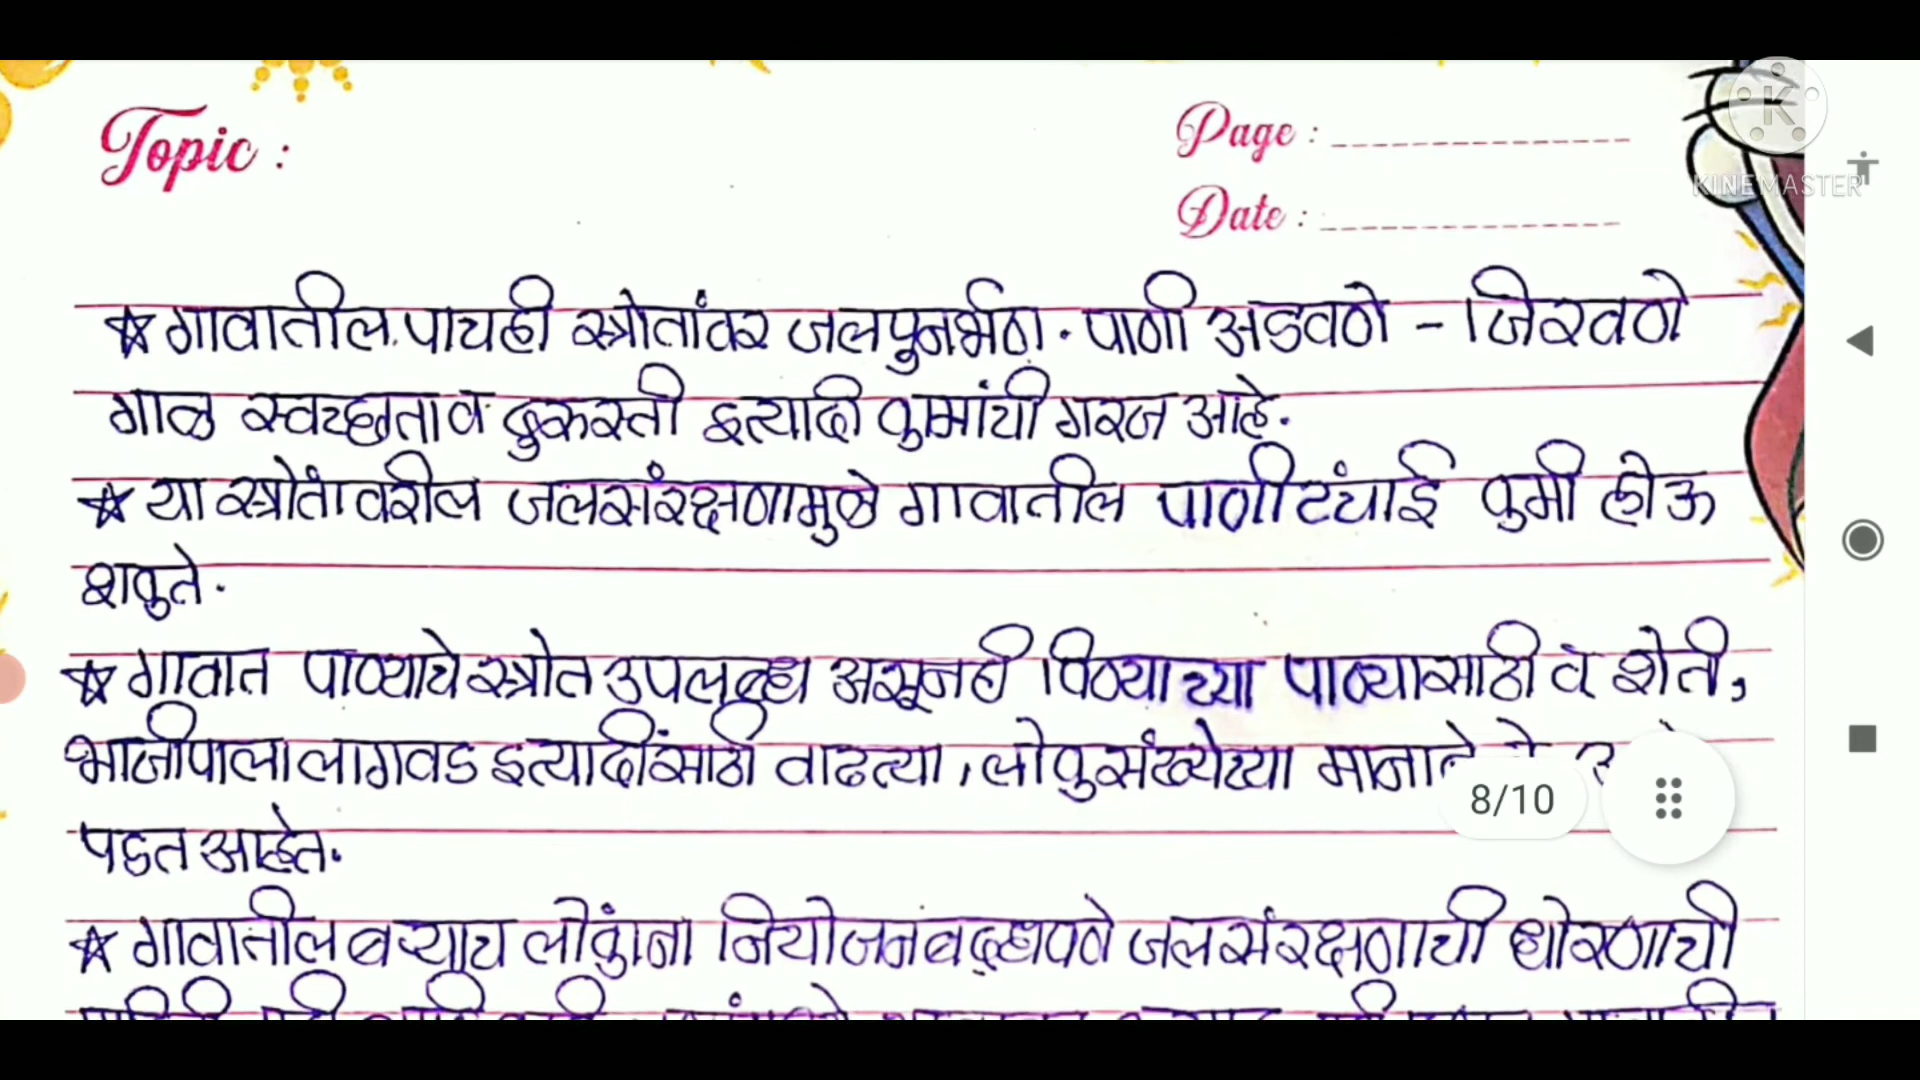 Topic :
Page :
Date :
KINEMASTER
★ गावातील पाचही स्त्रोतांवर जलपुनर्भण. पाणी अडवणे - जिरवणे
गाळ स्वच्छता व दुरुस्ती इत्यादी कामांची गरज आहे.
★ या स्त्रोतांवरील जलसंरक्षणामुळे गावातील पाणीटंचाई कमी होऊ
शकते.
★ गावात पाण्याचे स्त्रोत उपलब्ध असूनही पिण्याच्या पाण्यासाठी व शेती,
भाजीपाला लागवड इत्यादींसाठी वाढत्या लोकसंख्येच्या मानाने
8/10
पडत आहेत.
★ गावातील बऱ्याच लोकांना नियोजनबद्धपणे जलसंरक्षणाची धोरणाची